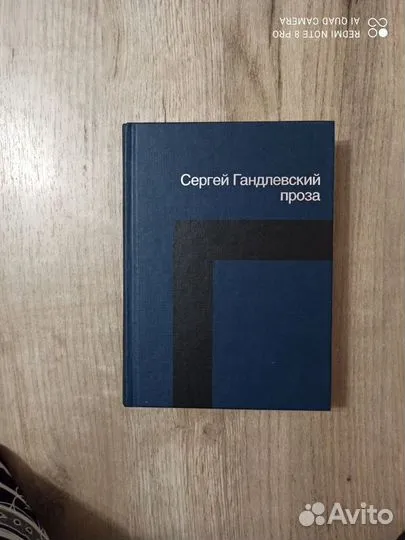 REDMI NOTE 8 PRO
AI QUAD CAMERA
Сергей Гандлевский
проза
Avito